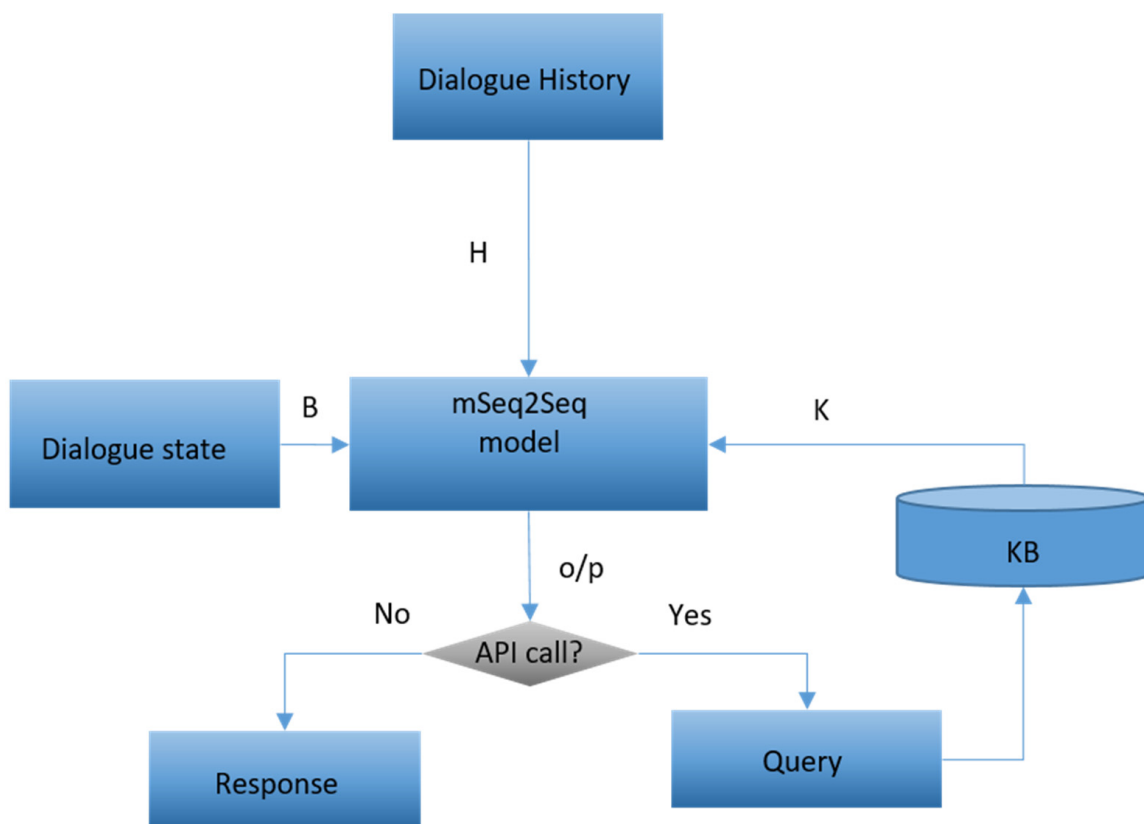 Dialogue History
H
B
mSeq2Seq
model
K
Dialogue state
KB
o/p
No
Yes
API call?
Response
Query